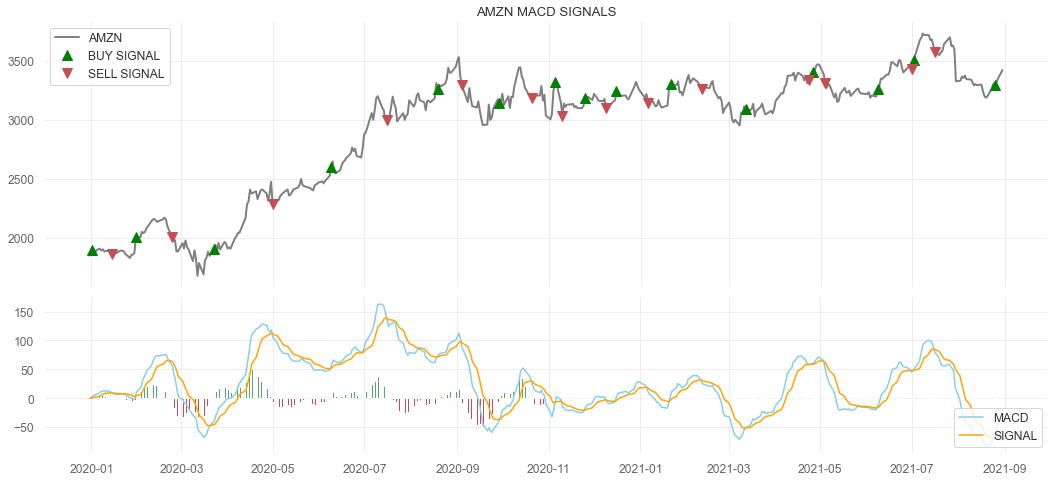 AMZN MACD SIGNALS
AMZN
BUY SIGNAL
SELL SIGNAL
3500
3000
2500
2000
150
100
50
0
−50
MACD
SIGNAL
2020-01 2020-03 2020-05 2020-07 2020-09 2020-11 2021-01 2021-03 2021-05 2021-07 2021-09